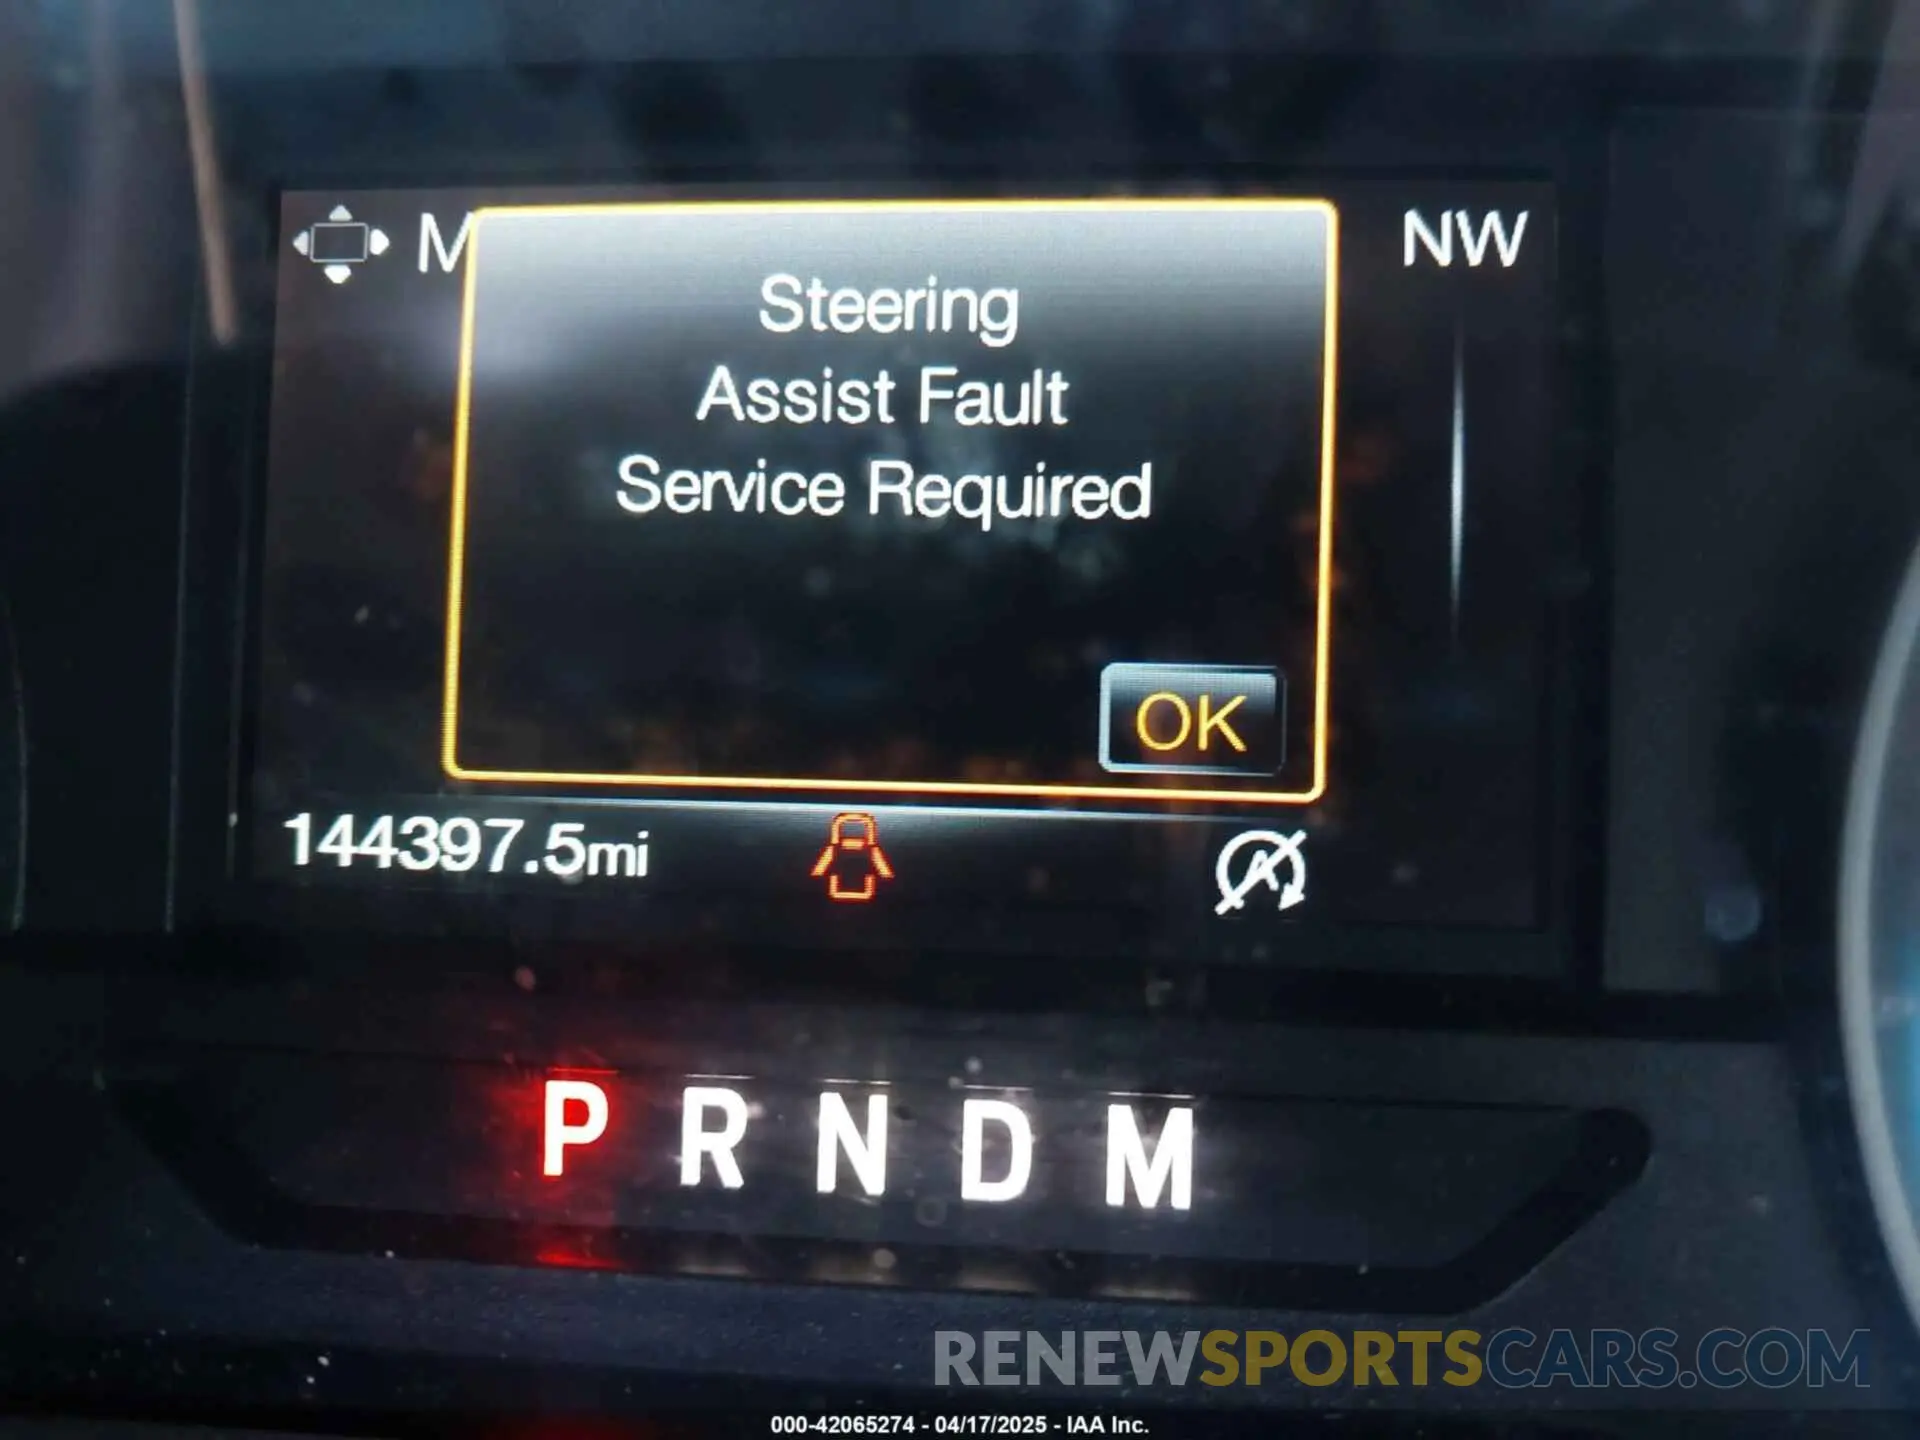 M
NW
Steering
Assist Fault
Service Required
OK
144397.5mi
A
P R N D M
RENEWSPORTSCARS.COM
000-42065274 - 04/17/2025 - IAA Inc.